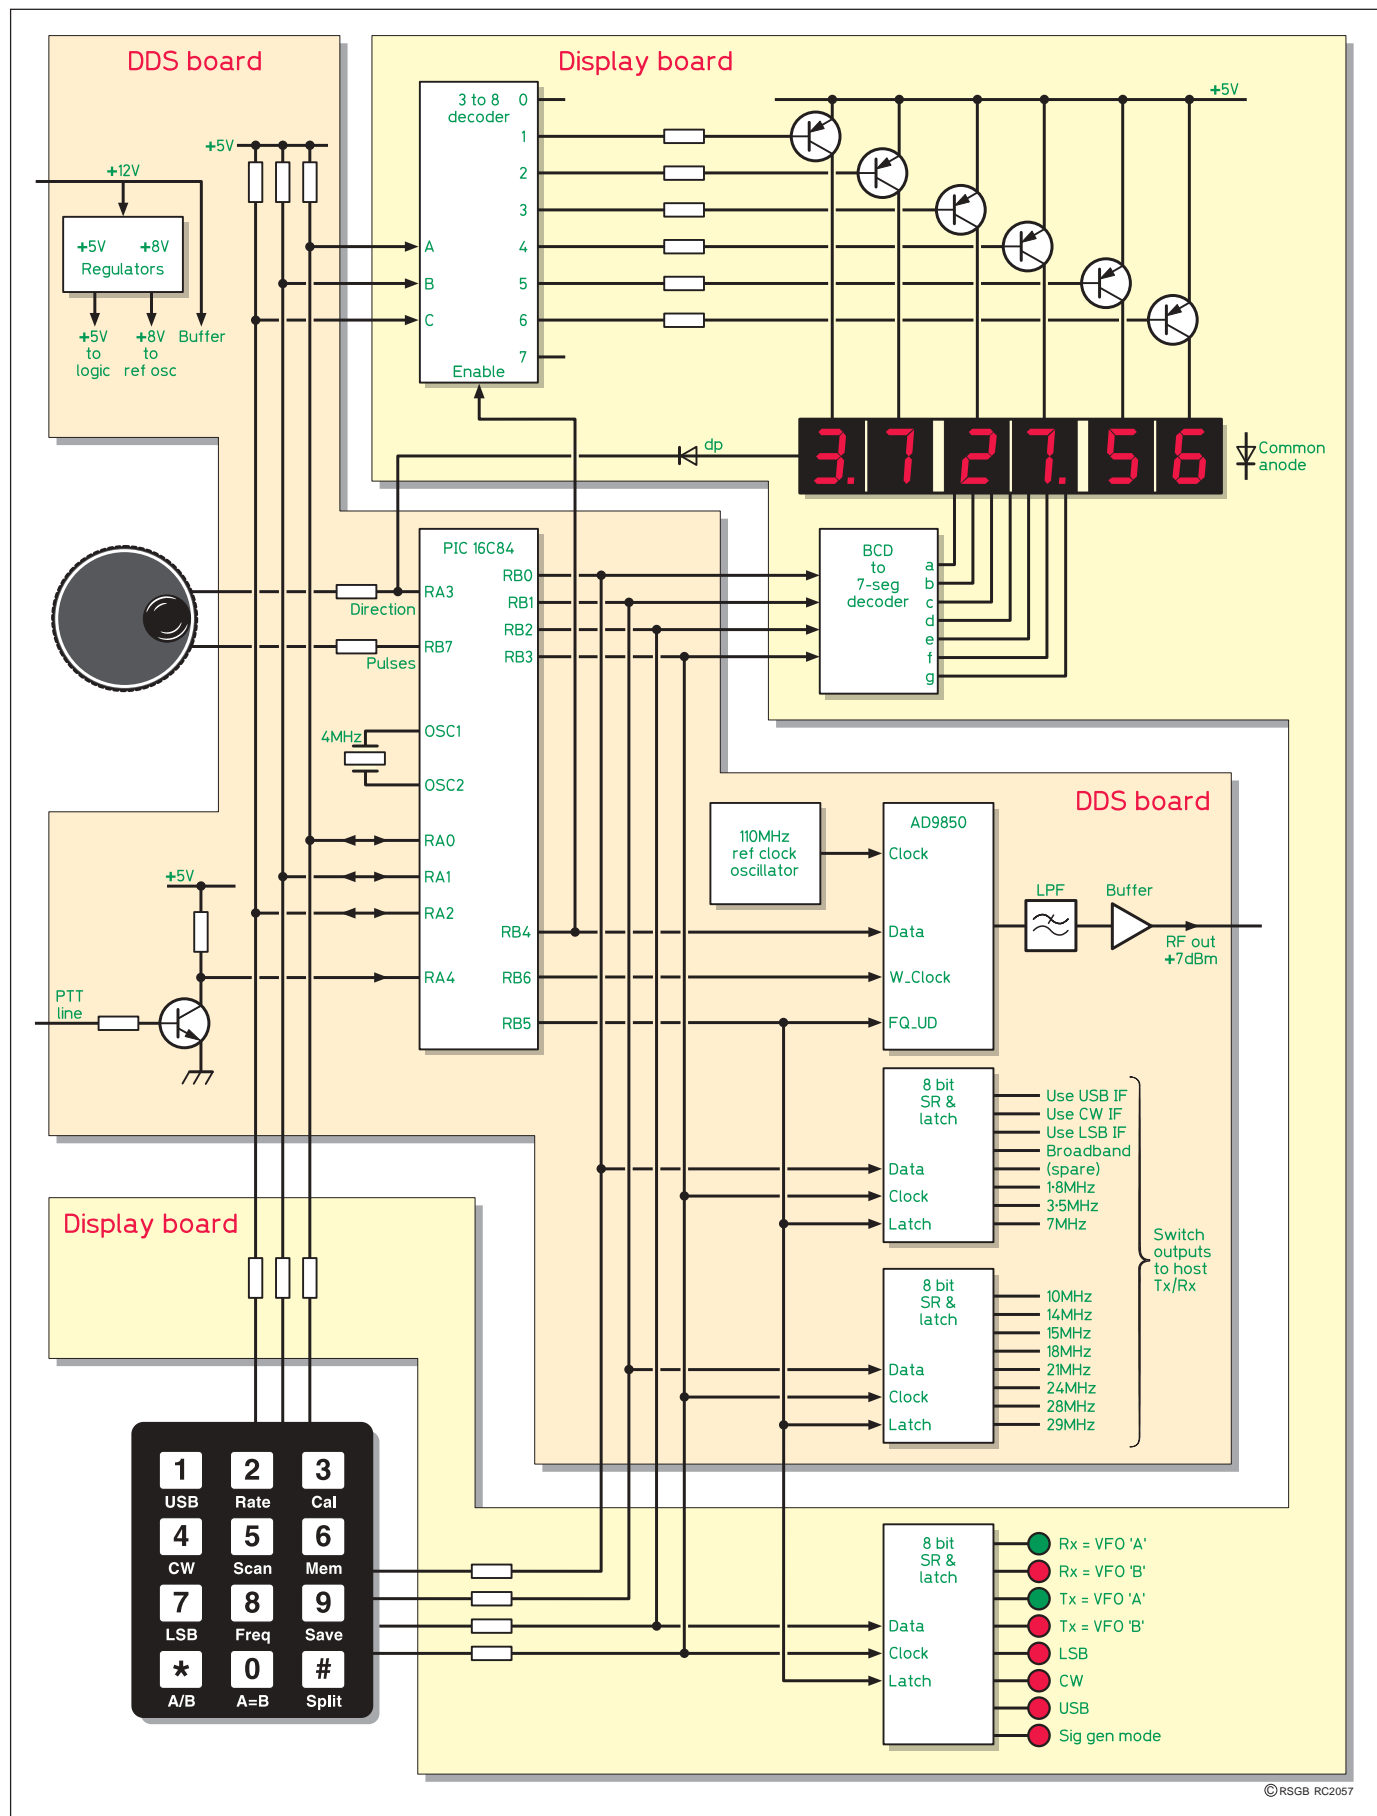 DDS board
Display board
3 to 8
decoder
0
1
2
3
4
5
6
7
A
B
C
Enable
+5V
+5V
+12V
+5V +8V
Regulators
+5V
to
logic
+8V
to
ref osc
Buffer
dp
3.727.56
Common
anode
PIC 16C84
RA3
RB7
OSC1
OSC2
RA0
RA1
RA2
RA4
RB0
RB1
RB2
RB3
RB4
RB6
RB5
Direction
Pulses
4MHz
BCD
to
7-seg
decoder
a
b
c
d
e
f
g
DDS board
110MHz
ref clock
oscillator
AD9850
Clock
Data
W_Clock
FQ_UD
LPF
Buffer
RF out
+7dBm
+5V
PTT
line
8 bit
SR &
latch
Data
Clock
Latch
Use USB IF
Use CW IF
Use LSB IF
Broadband
(spare)
1·8MHz
3·5MHz
7MHz
Switch
outputs
to host
Tx/Rx
8 bit
SR &
latch
Data
Clock
Latch
10MHz
14MHz
15MHz
18MHz
21MHz
24MHz
28MHz
29MHz
Display board
1 2 3
USB Rate Cal
4 5 6
CW Scan Mem
7 8 9
LSB Freq Save
* 0 #
A/B A=B Split
8 bit
SR &
latch
Data
Clock
Latch
Rx = VFO 'A'
Rx = VFO 'B'
Tx = VFO 'A'
Tx = VFO 'B'
LSB
CW
USB
Sig gen mode
© RSGB RC2057